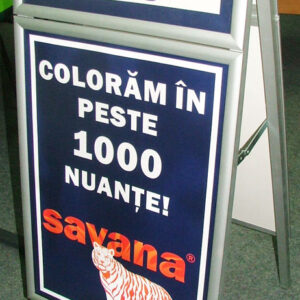 COLORĂM ÎN
PESTE
1000
NUANȚE!
savana®